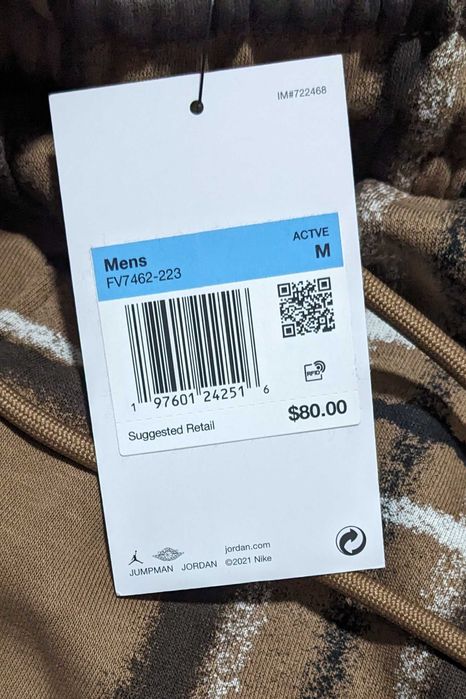 IM#722468
Mens
ACTVE
FV7462-223
M
RFID
1 97601 24251 6
Suggested Retail
$80.00
jordan.com
JUMPMAN JORDAN ©2021 Nike